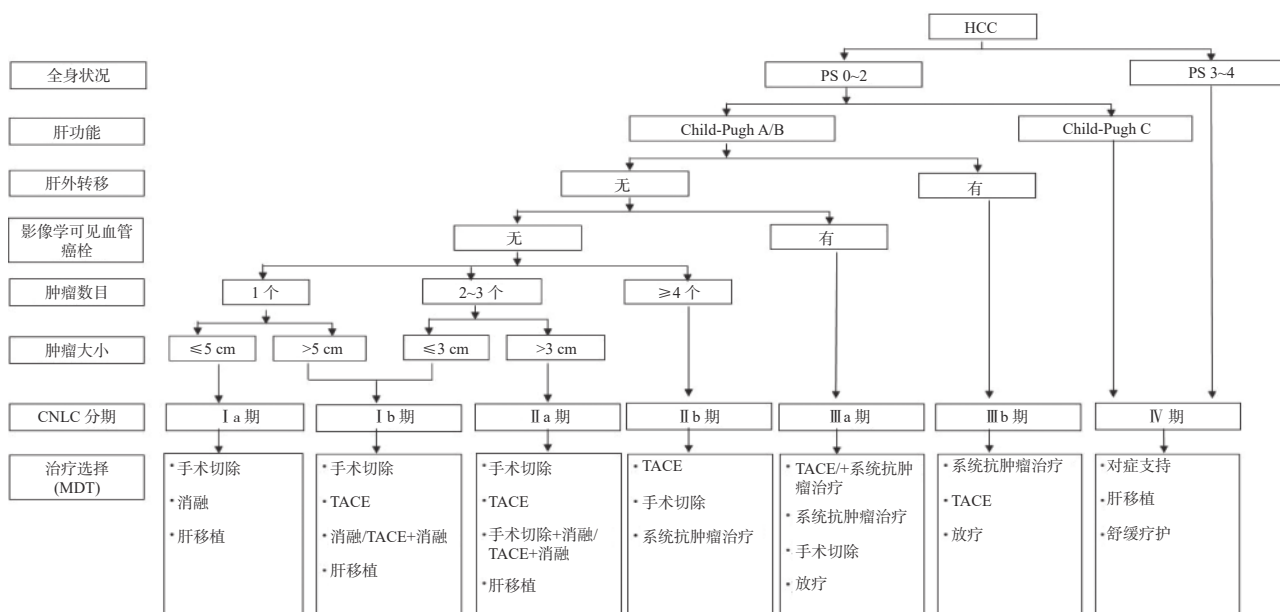 HCC
全身状况
PS 0~2
PS 3~4
肝功能
Child-Pugh A/B
Child-Pugh C
肝外转移
无
有
影像学可见血管
癌栓
无
有
肿瘤数目
1 个
2~3 个
≥4 个
肿瘤大小
≤5 cm
>5 cm
≤3 cm
>3 cm
CNLC 分期
Ⅰa 期
Ⅰb 期
Ⅱa 期
Ⅱb 期
Ⅲa 期
Ⅲb 期
Ⅳ 期
治疗选择
(MDT)
*手术切除
*消融
*肝移植
*手术切除
*TACE
*消融/TACE+消融
*肝移植
*手术切除
*TACE
*手术切除+消融/
TACE+消融
*肝移植
*TACE
*手术切除
*系统抗肿瘤治疗
*TACE/+系统抗肿
瘤治疗
*系统抗肿瘤治疗
*手术切除
*放疗
*系统抗肿瘤治疗
*TACE
*放疗
*对症支持
*肝移植
*舒缓疗护